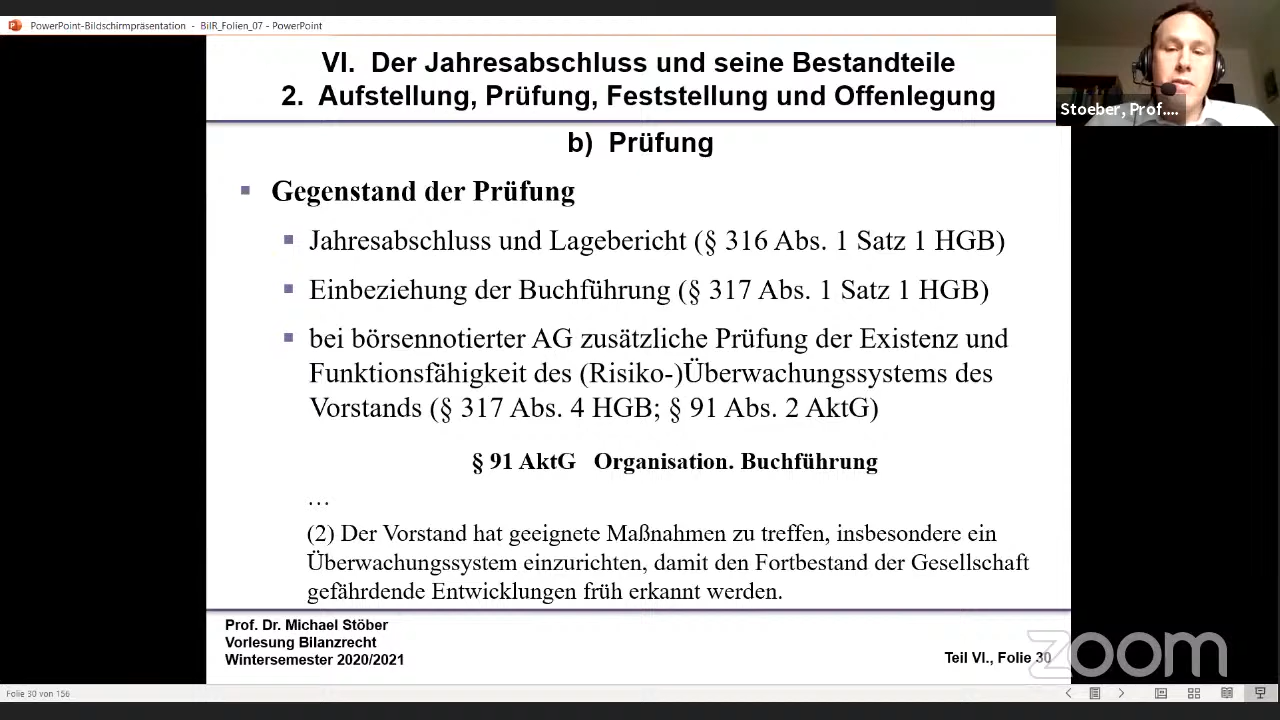 PowerPoint-Bildschirmpräsentation - BilR_Folien_07 - PowerPoint
VI. Der Jahresabschluss und seine Bestandteile
2. Aufstellung, Prüfung, Feststellung und Offenlegung
Stoeber, Prof....
b) Prüfung
Gegenstand der Prüfung
Jahresabschluss und Lagebericht (§ 316 Abs. 1 Satz 1 HGB)
Einbeziehung der Buchführung (§ 317 Abs. 1 Satz 1 HGB)
bei börsennotierter AG zusätzliche Prüfung der Existenz und
Funktionsfähigkeit des (Risiko-)Überwachungssystems des
Vorstands (§ 317 Abs. 4 HGB; § 91 Abs. 2 AktG)
§ 91 AktG Organisation. Buchführung
…
(2) Der Vorstand hat geeignete Maßnahmen zu treffen, insbesondere ein
Überwachungssystem einzurichten, damit den Fortbestand der Gesellschaft
gefährdende Entwicklungen früh erkannt werden.
Prof. Dr. Michael Stöber
Vorlesung Bilanzrecht
Wintersemester 2020/2021
Teil VI., Folie 30
zoom
Folie 30 von 156